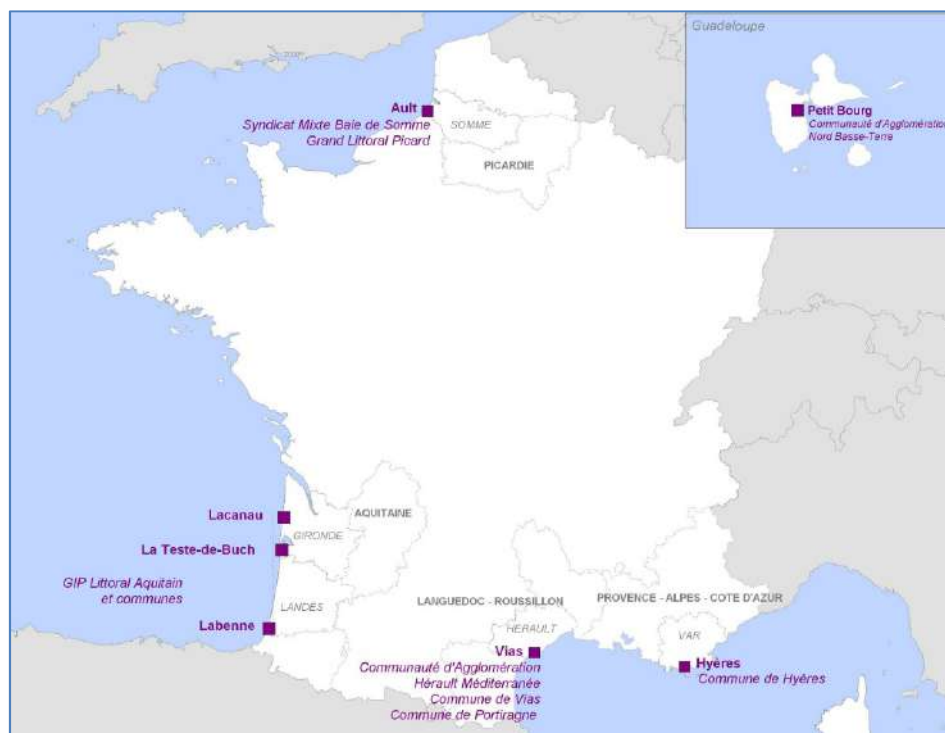 Guadeloupe
Petit Bourg
Communauté d'Agglomération
Nord Basse-Terre
Ault
Syndicat Mixte Baie de Somme
Grand Littoral Picard
SOMME
PICARDIE
Lacanau
AQUITAINE
GIRONDE
La Teste-de-Buch
GIP Littoral Aquitain
et communes
LANDES
Labenne
LANGUEDOC - ROUSSILLON
PROVENCE - ALPES - COTE D'AZUR
HERAULT
VAR
Vias
Communauté d'Agglomération
Hérault Méditerranée
Commune de Vias
Commune de Portiragne
Hyères
Commune de Hyères